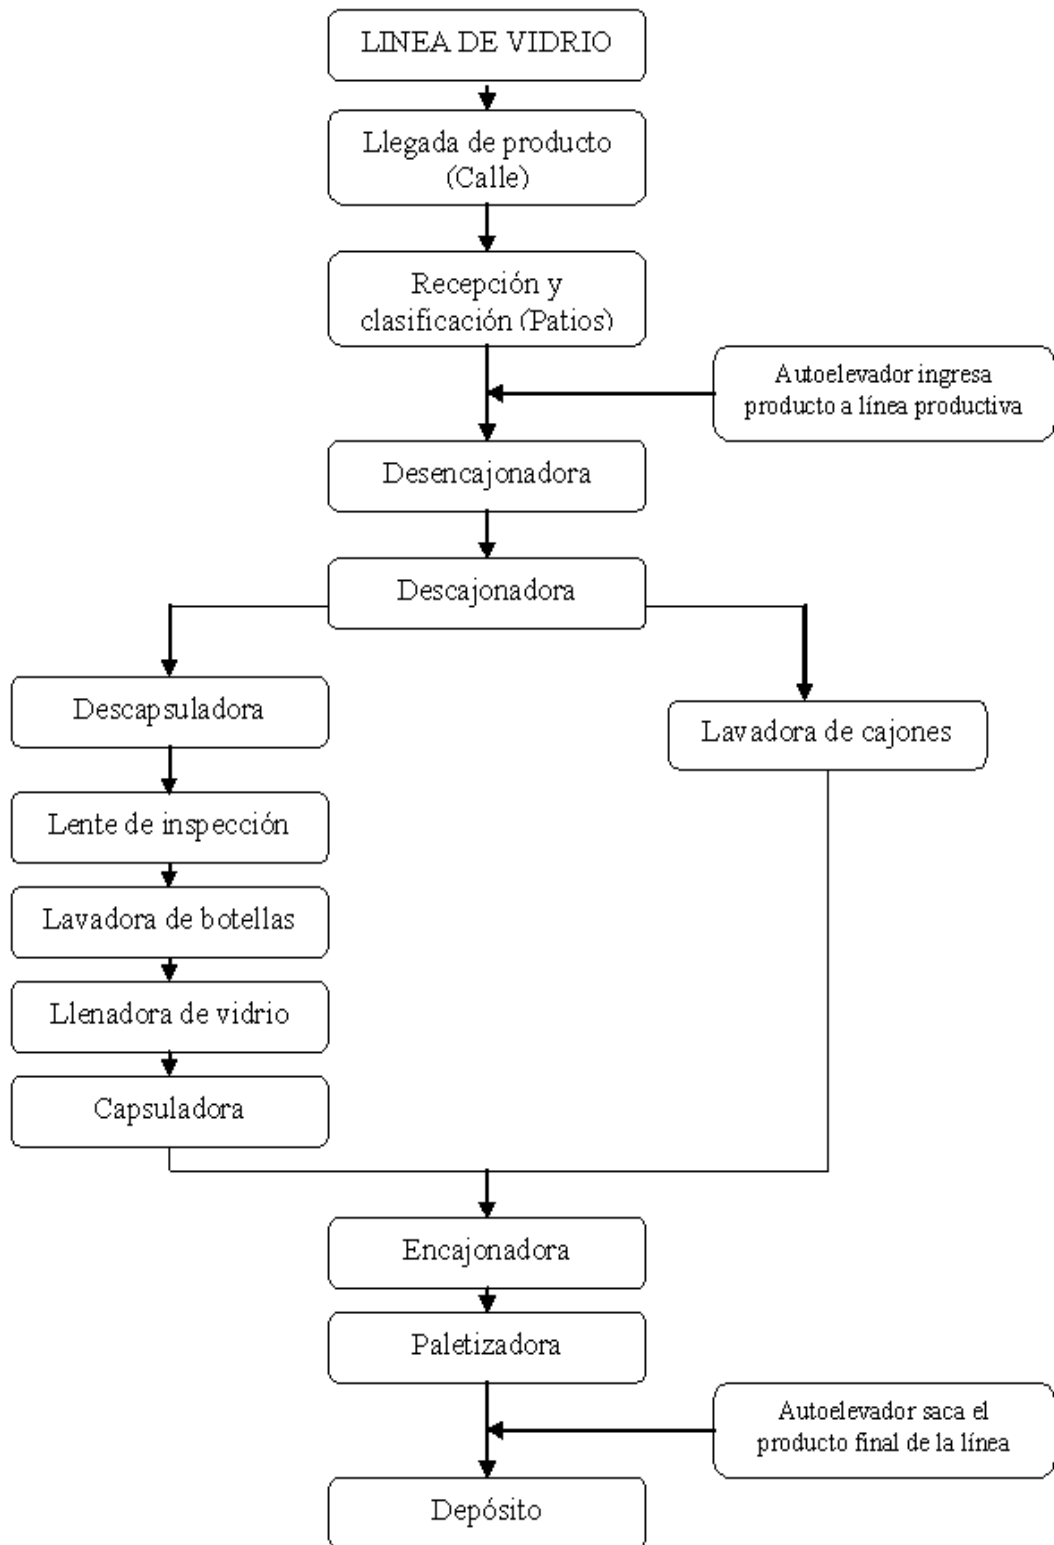 LINEA DE VIDRIO
Llegada de producto
(Calle)
Recepción y
clasificación (Patios)
Autoelevador ingresa
producto a línea productiva
Desencajonadora
Descajonadora
Descapsuladora
Lavadora de cajones
Lente de inspección
Lavadora de botellas
Llenadora de vidrio
Capsuladora
Encajonadora
Paletizadora
Autoelevador saca el
producto final de la línea
Depósito